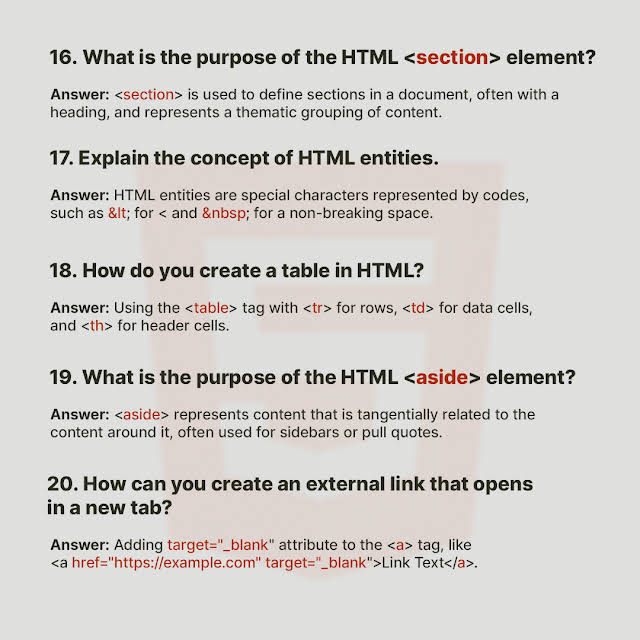 16. What is the purpose of the HTML <section> element?
Answer: <section> is used to define sections in a document, often with a
heading, and represents a thematic grouping of content.
17. Explain the concept of HTML entities.
Answer: HTML entities are special characters represented by codes,
such as &lt; for < and &nbsp; for a non-breaking space.
18. How do you create a table in HTML?
Answer: Using the <table> tag with <tr> for rows, <td> for data cells,
and <th> for header cells.
19. What is the purpose of the HTML <aside> element?
Answer: <aside> represents content that is tangentially related to the
content around it, often used for sidebars or pull quotes.
20. How can you create an external link that opens
in a new tab?
Answer: Adding target="_blank" attribute to the <a> tag, like
<a href="https://example.com" target="_blank">Link Text</a>.